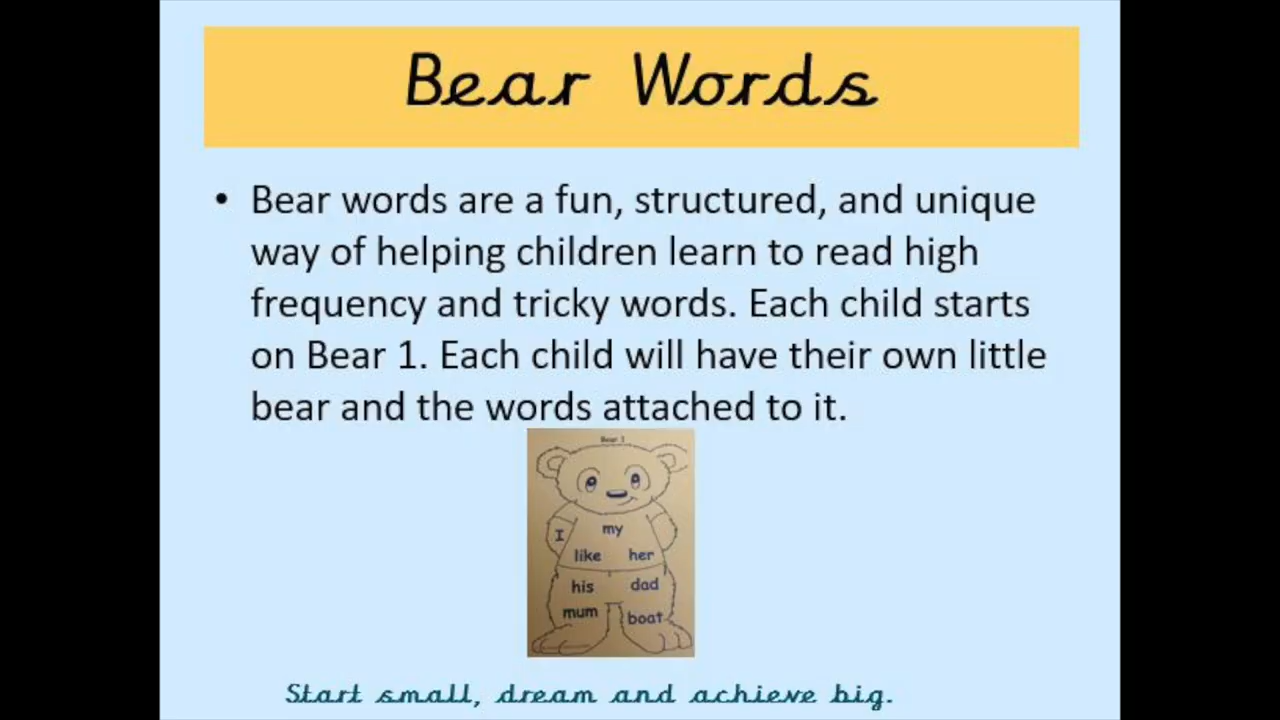 Bear Words
• Bear words are a fun, structured, and unique
way of helping children learn to read high
frequency and tricky words. Each child starts
on Bear 1. Each child will have their own little
bear and the words attached to it.
Bear 1
I my
like her
his dad
mum boat
Start small, dream and achieve big.